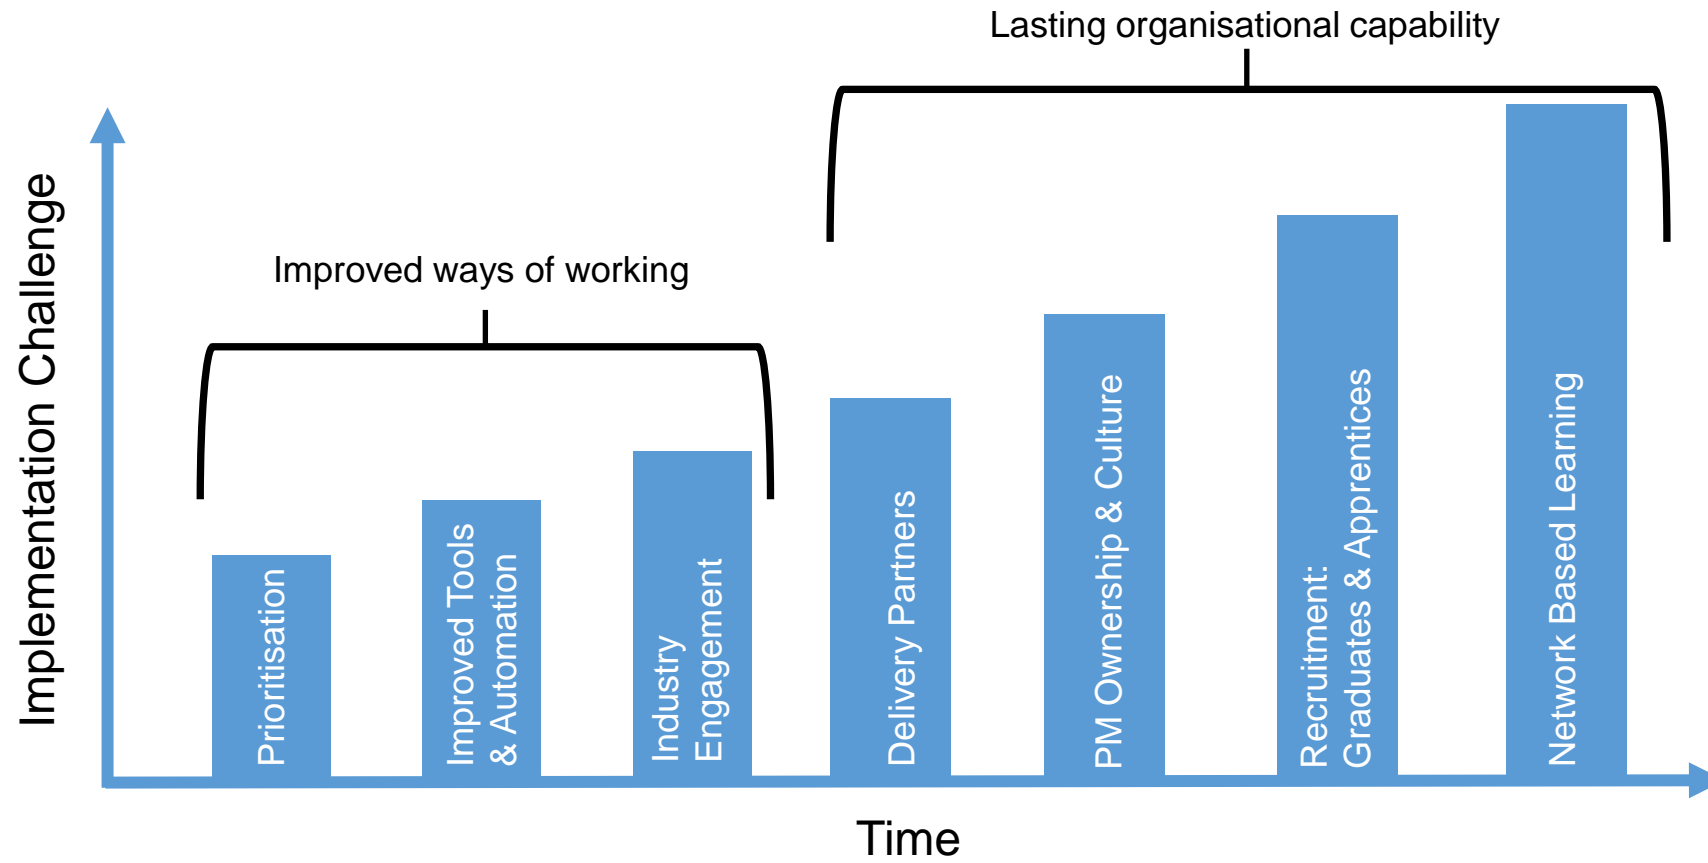 Lasting organisational capability
Improved ways of working
Implementation Challenge
Prioritisation
Improved Tools
& Automation
Industry
Engagement
Delivery Partners
PM Ownership & Culture
Recruitment:
Graduates & Apprentices
Network Based Learning
Time